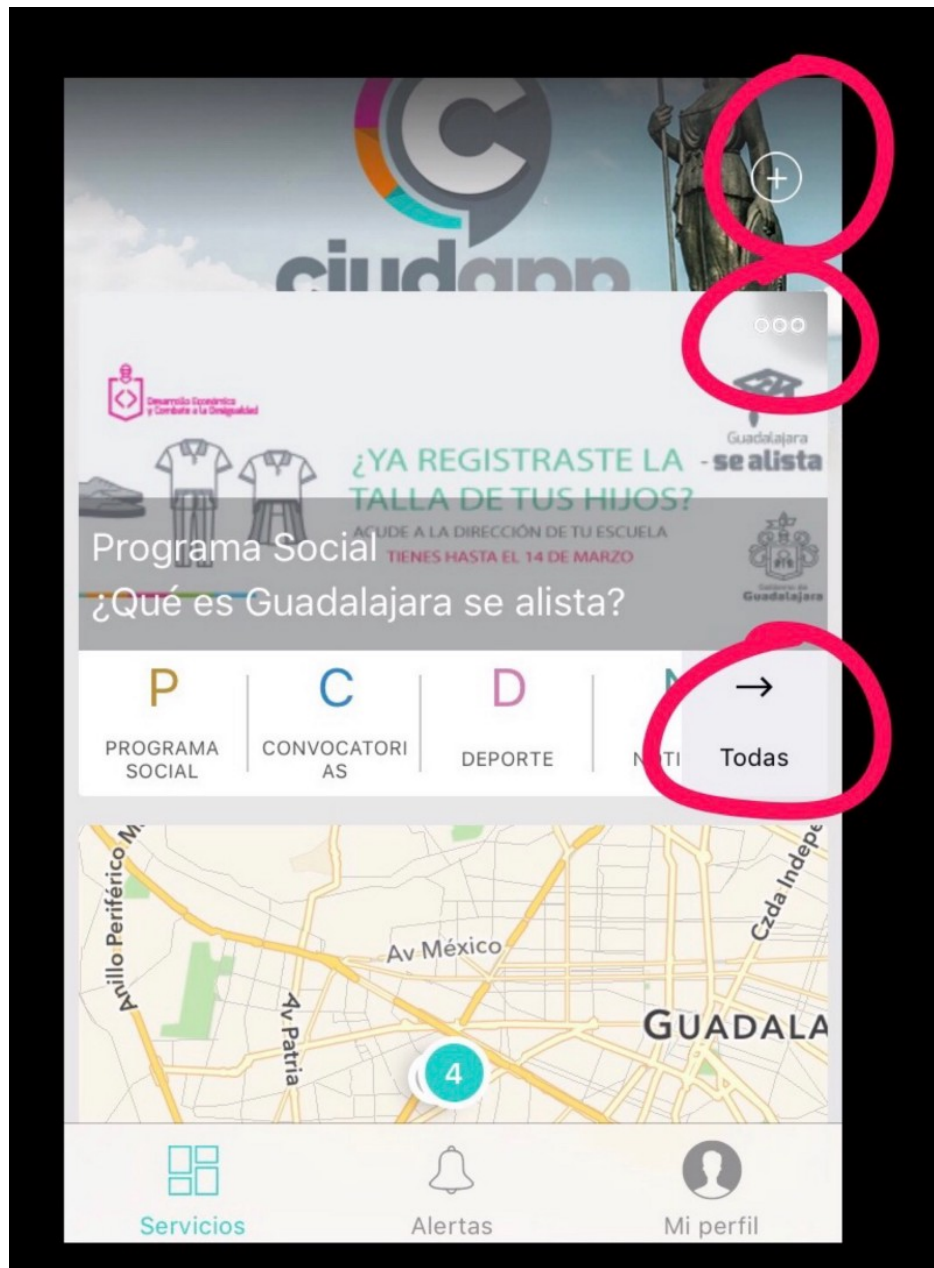 ciudapp
Desarrollo Económico
y Combate a la Desigualdad
Guadalajara
se alista
¿YA REGISTRASTE LA
TALLA DE TUS HIJOS?
ACUDE A LA DIRECCIÓN DE TU ESCUELA
TIENES HASTA EL 14 DE MARZO
Programa Social
¿Qué es Guadalajara se alista?
Gobierno de
Guadalajara
P
C
D
N
→
PROGRAMA
SOCIAL
CONVOCATORI
AS
DEPORTE
NOTI
Todas
Anillo Periférico M
Av México
Av Patria
Czda Indepe
GUADALA
4
Servicios
Alertas
Mi perfil